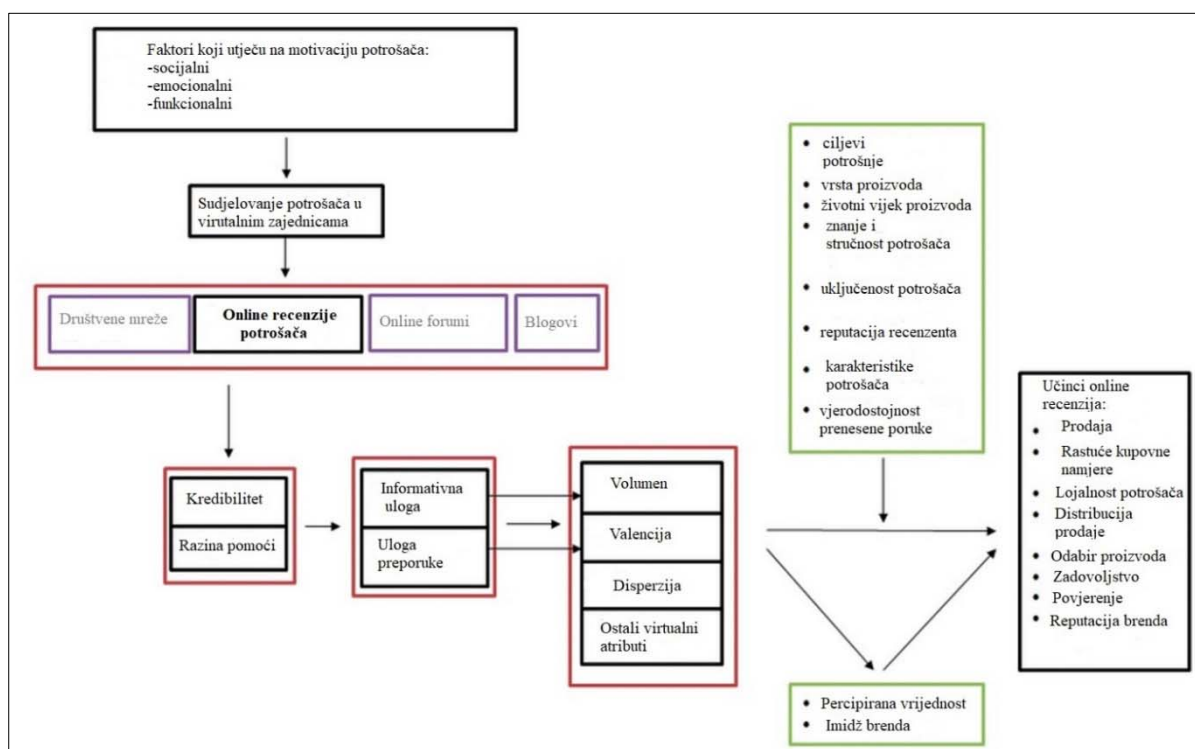 Faktori koji utječu na motivaciju potrošača:
-socijalni
-emocionalni
-funkcionalni
Sudjelovanje potrošača u
virutalnim zajednicama
Društvene mreže
Online recenzije
potrošača
Online forumi
Blogovi
Kredibilitet
Razina pomoći
Informativna
uloga
Uloga
preporuke
Volumen
Valencija
Disperzija
Ostali virtualni
atributi
• ciljevi
potrošnje
• vrsta proizvoda
• životni vijek proizvoda
• znanje i
stručnost potrošača
• uključenost potrošača
• reputacija recenzenta
• karakteristike
potrošača
• vjerodostojnost
prenesene poruke
• Percipirana vrijednost
• Imidž brenda
Učinci online
recenzija:
• Prodaja
• Rastuće kupovne
namjere
• Lojalnost potrošača
• Distribucija
prodaje
• Odabir proizvoda
• Zadovoljstvo
• Povjerenje
• Reputacija brenda